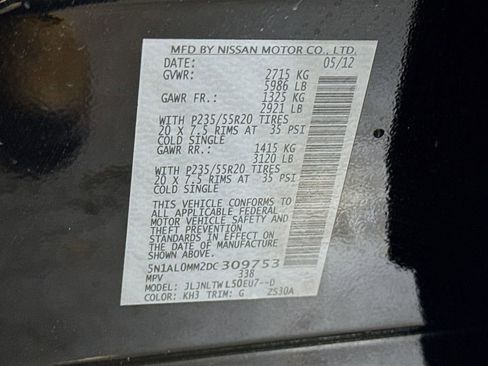 MFD BY NISSAN MOTOR CO., LTD.
DATE: 05/12
GVWR: 2715 KG
5986 LB
GAWR FR.: 1325 KG
2921 LB
WITH P235/55R20 TIRES
20 X 7.5 RIMS AT 35 PSI
COLD SINGLE
GAWR RR.: 1415 KG
3120 LB
WITH P235/55R20 TIRES
20 X 7.5 RIMS AT 35 PSI
COLD SINGLE
THIS VEHICLE CONFORMS TO
ALL APPLICABLE FEDERAL
MOTOR VEHICLE SAFETY AND
THEFT PREVENTION
STANDARDS IN EFFECT ON
THE DATE OF MANUFACTURE
SHOWN ABOVE.
5N1AL0MM2DC 309753
MPV 338
MODEL: JLJNLTWL50EU7--D
COLOR: KH3 TRIM: G ZS30A